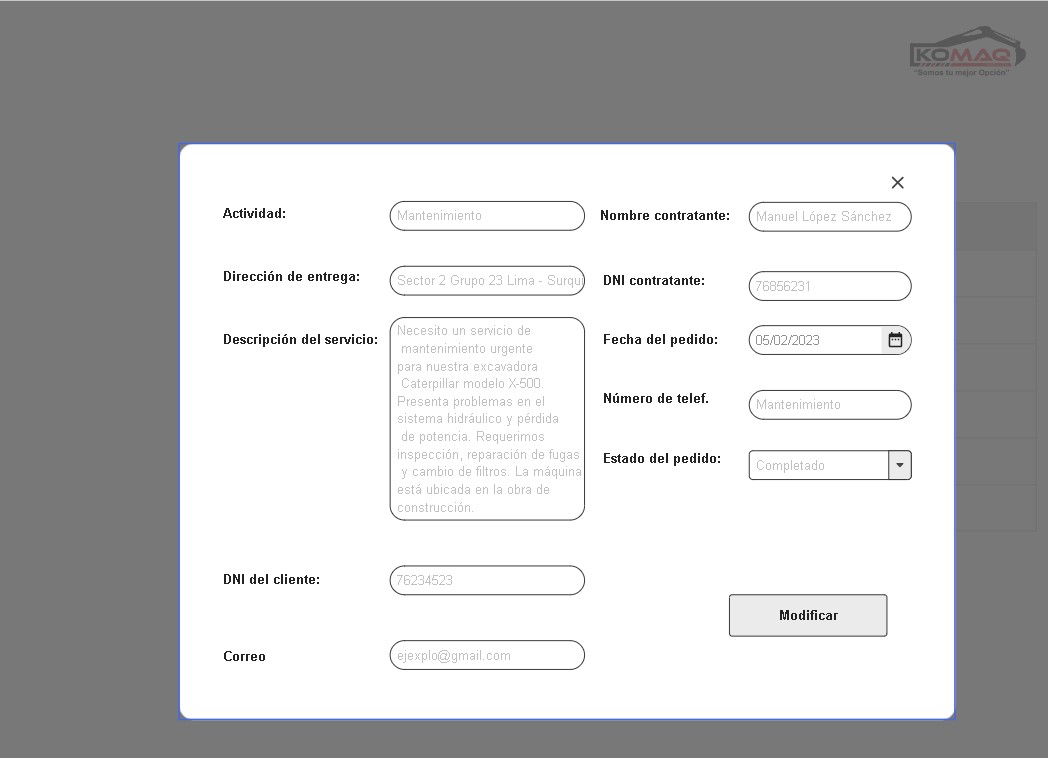 KOMAQ
"Somos tu mejor Opción"
Actividad:
Mantenimiento
Nombre contratante:
Manuel López Sánchez
Dirección de entrega:
Sector 2 Grupo 23 Lima - Surqu
DNI contratante:
76856231
Descripción del servicio:
Necesito un servicio de
mantenimiento urgente
para nuestra excavadora
Caterpillar modelo X-500.
Presenta problemas en el
sistema hidráulico y pérdida
de potencia. Requerimos
inspección, reparación de fugas
y cambio de filtros. La máquina
está ubicada en la obra de
construcción.
Fecha del pedido:
05/02/2023
Número de telef.
Mantenimiento
Estado del pedido:
Completado
DNI del cliente:
76234523
Modificar
Correo
ejexplo@gmail.com